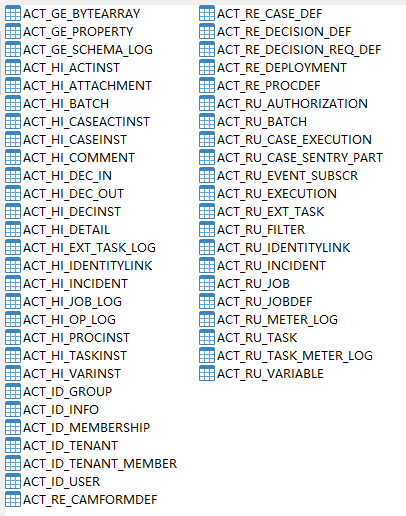 ACT_GE_BYTEARRAY
ACT_GE_PROPERTY
ACT_GE_SCHEMA_LOG
ACT_HI_ACTINST
ACT_HI_ATTACHMENT
ACT_HI_BATCH
ACT_HI_CASEACTINST
ACT_HI_CASEINST
ACT_HI_COMMENT
ACT_HI_DEC_IN
ACT_HI_DEC_OUT
ACT_HI_DECINST
ACT_HI_DETAIL
ACT_HI_EXT_TASK_LOG
ACT_HI_IDENTITYLINK
ACT_HI_INCIDENT
ACT_HI_JOB_LOG
ACT_HI_OP_LOG
ACT_HI_PROCINST
ACT_HI_TASKINST
ACT_HI_VARINST
ACT_ID_GROUP
ACT_ID_INFO
ACT_ID_MEMBERSHIP
ACT_ID_TENANT
ACT_ID_TENANT_MEMBER
ACT_ID_USER
ACT_RE_CAMFORMDEF
ACT_RE_CASE_DEF
ACT_RE_DECISION_DEF
ACT_RE_DECISION_REQ_DEF
ACT_RE_DEPLOYMENT
ACT_RE_PROCDEF
ACT_RU_AUTHORIZATION
ACT_RU_BATCH
ACT_RU_CASE_EXECUTION
ACT_RU_CASE_SENTRY_PART
ACT_RU_EVENT_SUBSCR
ACT_RU_EXECUTION
ACT_RU_EXT_TASK
ACT_RU_FILTER
ACT_RU_IDENTITYLINK
ACT_RU_INCIDENT
ACT_RU_JOB
ACT_RU_JOBDEF
ACT_RU_METER_LOG
ACT_RU_TASK
ACT_RU_TASK_METER_LOG
ACT_RU_VARIABLE